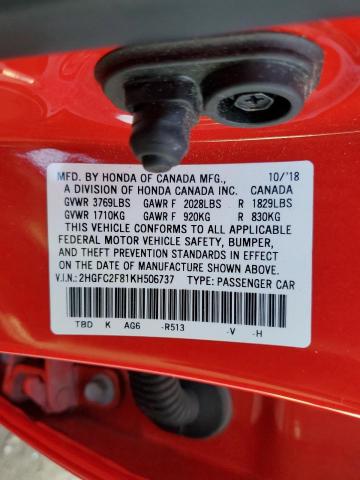 MFD. BY HONDA OF CANADA MFG., 10/'18
A DIVISION OF HONDA CANADA INC. CANADA
GVWR 3769LBS GAWR F 2028LBS R 1829LBS
GVWR 1710KG GAWR F 920KG R 830KG
THIS VEHICLE CONFORMS TO ALL APPLICABLE
FEDERAL MOTOR VEHICLE SAFETY, BUMPER,
AND THEFT PREVENTION STANDARDS IN EFFECT
ON THE DATE OF MANUFACTURE SHOWN ABOVE.
V.I.N.: 2HGFC2F81KH506737 TYPE: PASSENGER CAR
TBD K AG6 -R513 -V -H